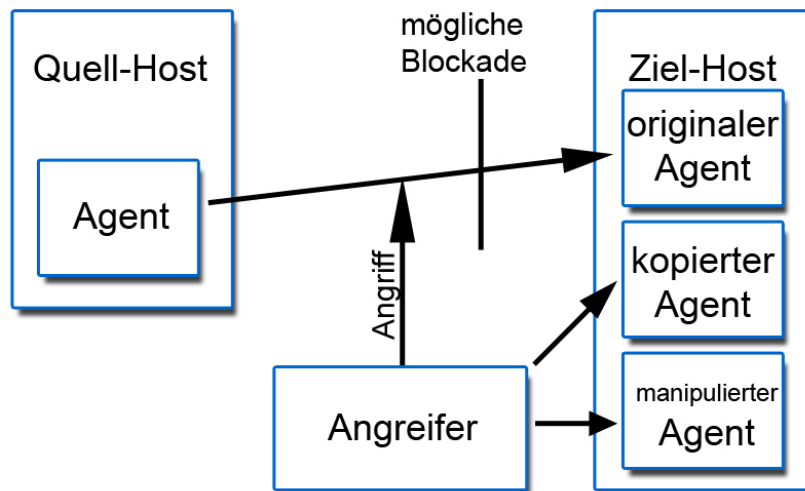 Quell-Host
Agent
mögliche
Blockade
Ziel-Host
originaler
Agent
kopierter
Agent
manipulierter
Agent
Angriff
Angreifer